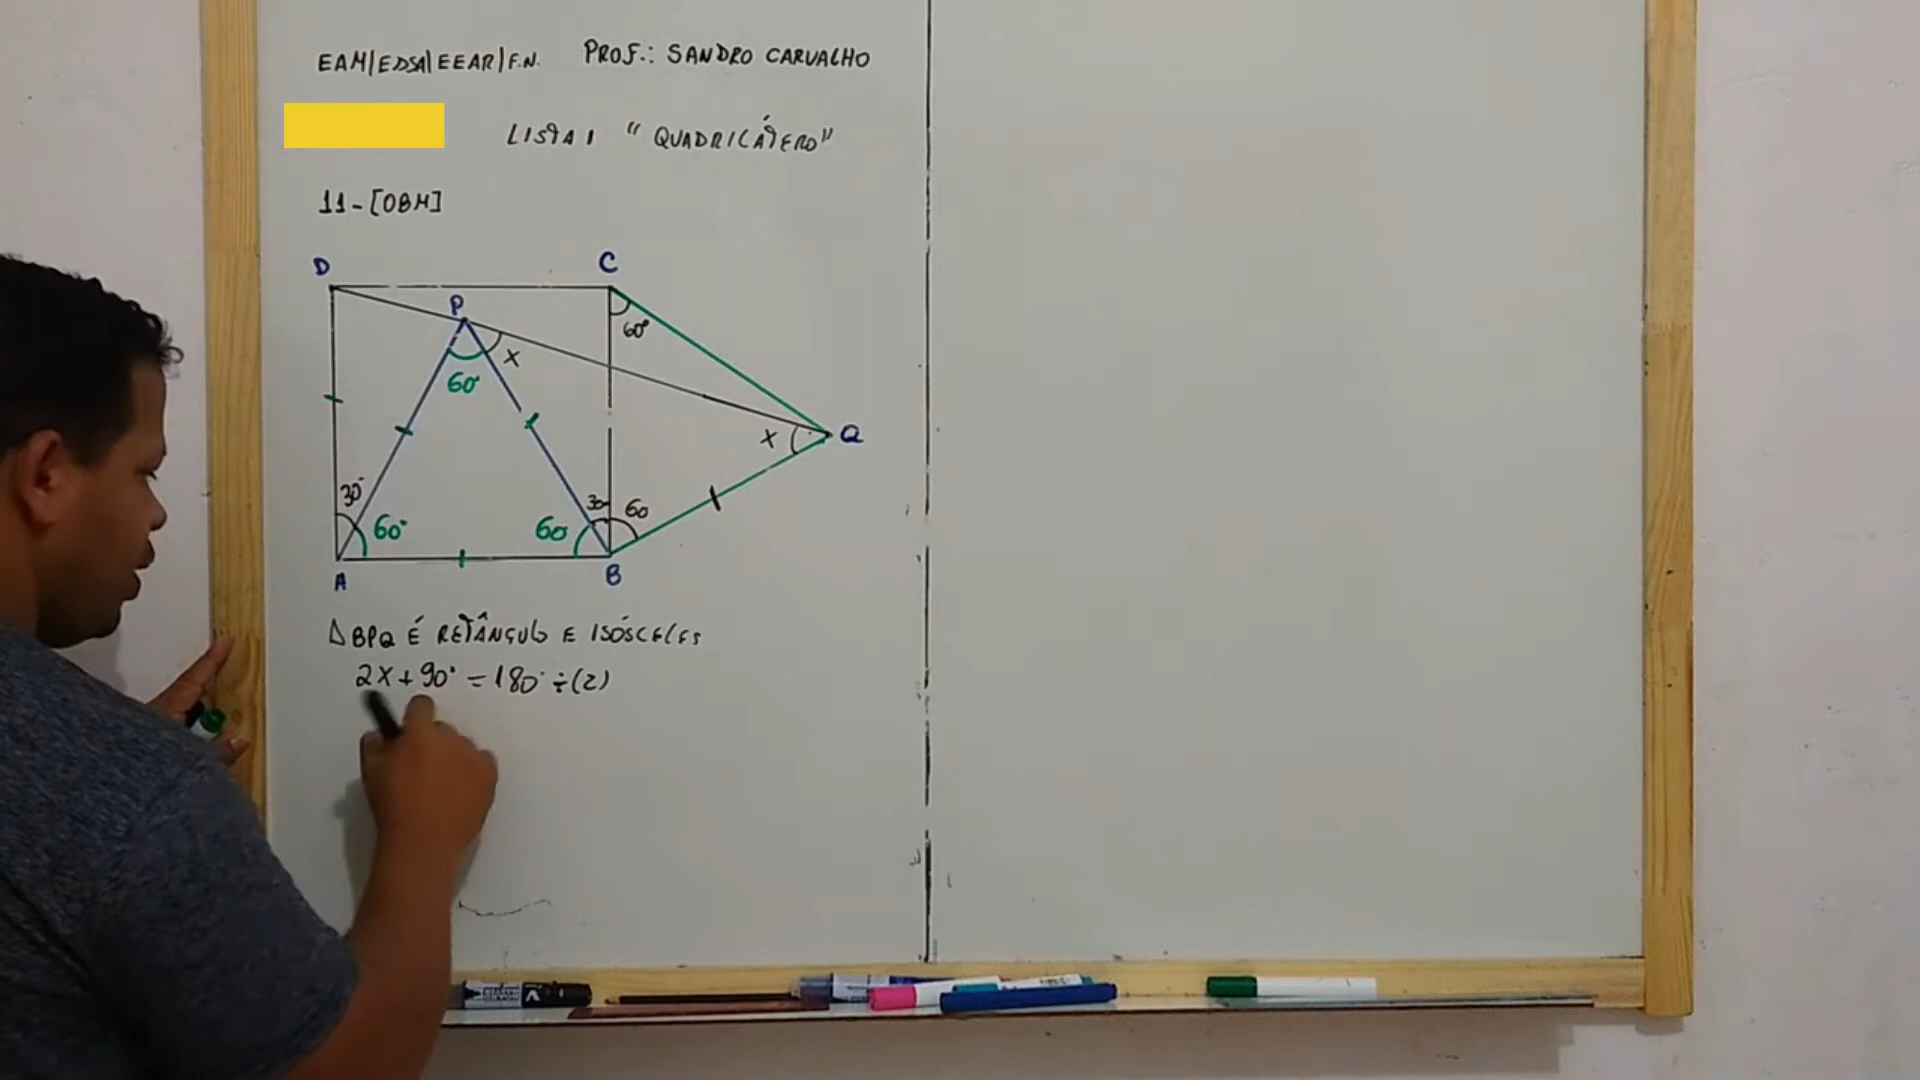 EAM/EDSA/EEAR/F.N. PROF.: SANDRO CARVALHO
LISTA 1 "QUADRILÁTERO"
11-[OBM]
D C
P
60°
x
60°
x Q
30° 30 60
60° 60
A B
△BPQ É RETÂNGULO E ISÓSCELES
2x+90°=180°÷(2)